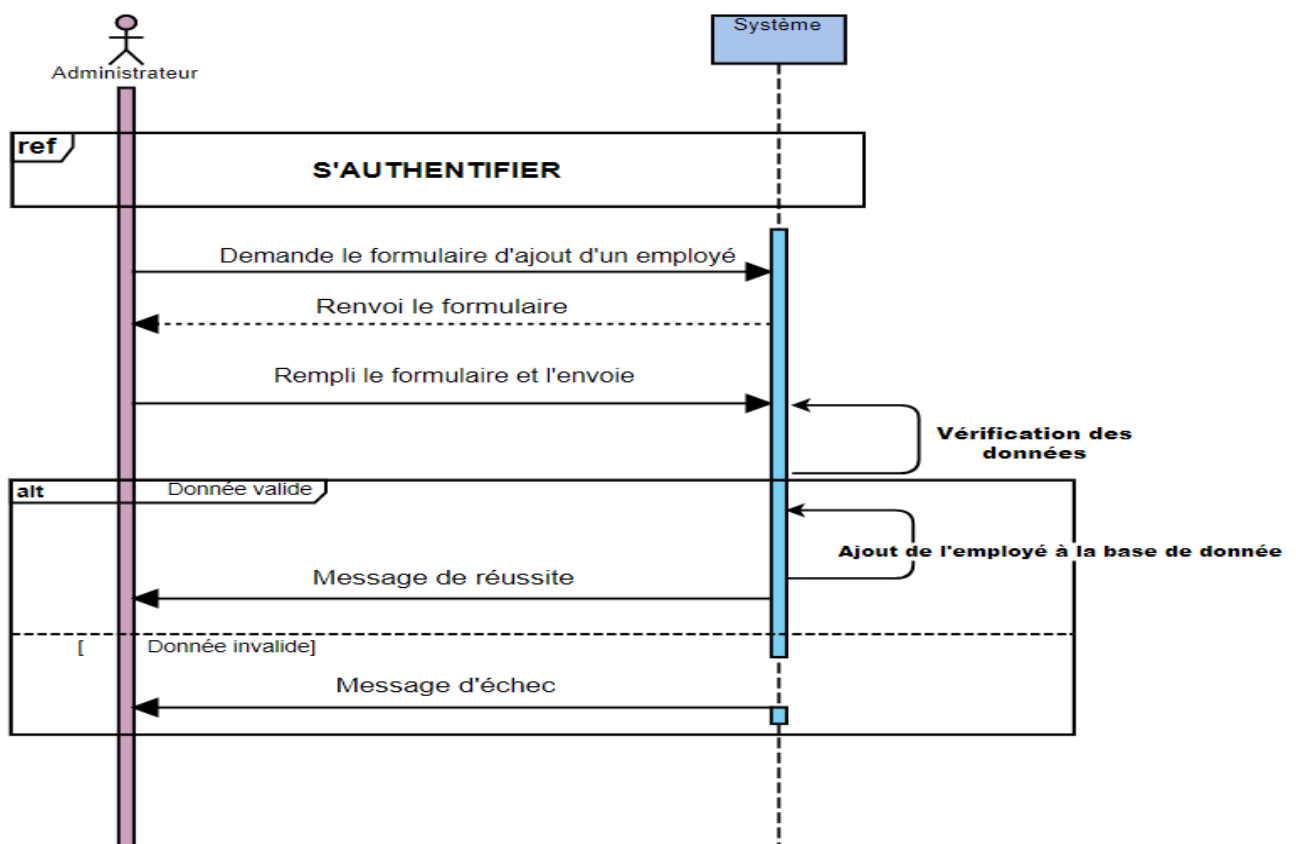 Système
Administrateur
ref
S'AUTHENTIFIER
Demande le formulaire d'ajout d'un employé
Renvoi le formulaire
Rempli le formulaire et l'envoie
Vérification des
données
alt Donnée valide
Ajout de l'employé à la base de donnée
Message de réussite
[ Donnée invalide]
Message d'échec